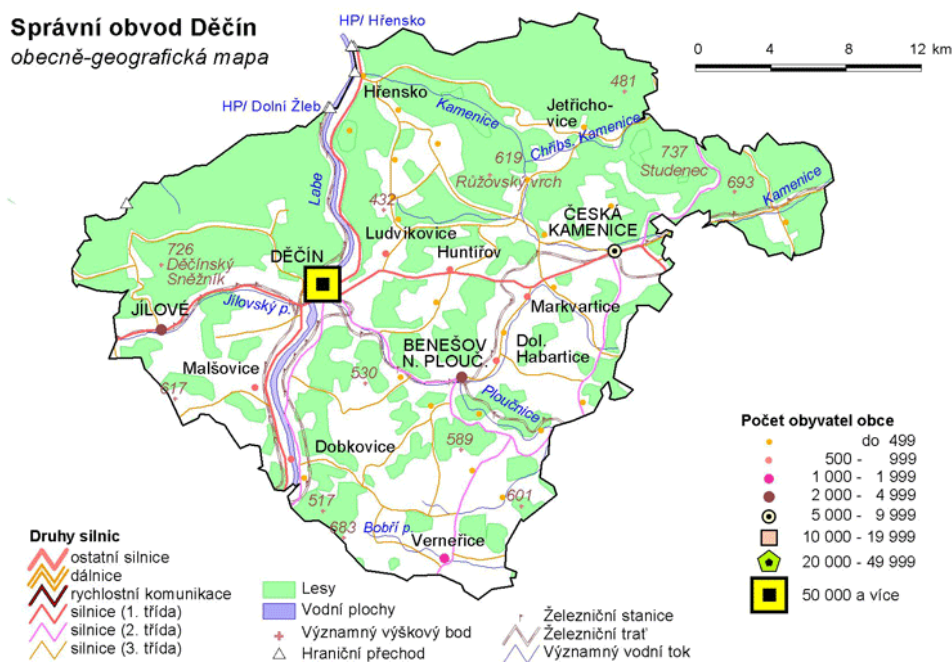 Správní obvod Děčín
obecně-geografická mapa
HP/ Hřensko
0 4 8 12 km
HP/ Dolní Žleb
Hřensko
481
Kamenice
Jetřicho-
vice
Chřibs. Kamenice
619
Růžovský vrch
737
Studenec
693
Kamenice
Labe
432
Ludvíkovice
ČESKÁ
KAMENICE
Huntířov
726
Děčínský
Sněžník
DĚČÍN
JÍLOVÉ
Jílovský p.
Markvartice
BENEŠOV
N. PLOUČ.
Dol.
Habartice
Malšovice
530
617
Ploučnice
Dobkovice
589
517
601
683
Bobří p.
Verneřice
Počet obyvatel obce
do 499
500 - 999
1 000 - 1 999
2 000 - 4 999
5 000 - 9 999
10 000 - 19 999
20 000 - 49 999
50 000 a více
Druhy silnic
ostatní silnice
dálnice
rychlostní komunikace
silnice (1. třída)
silnice (2. třída)
silnice (3. třída)
Lesy
Vodní plochy
Významný výškový bod
Hraniční přechod
Železniční stanice
Železniční trať
Významný vodní tok